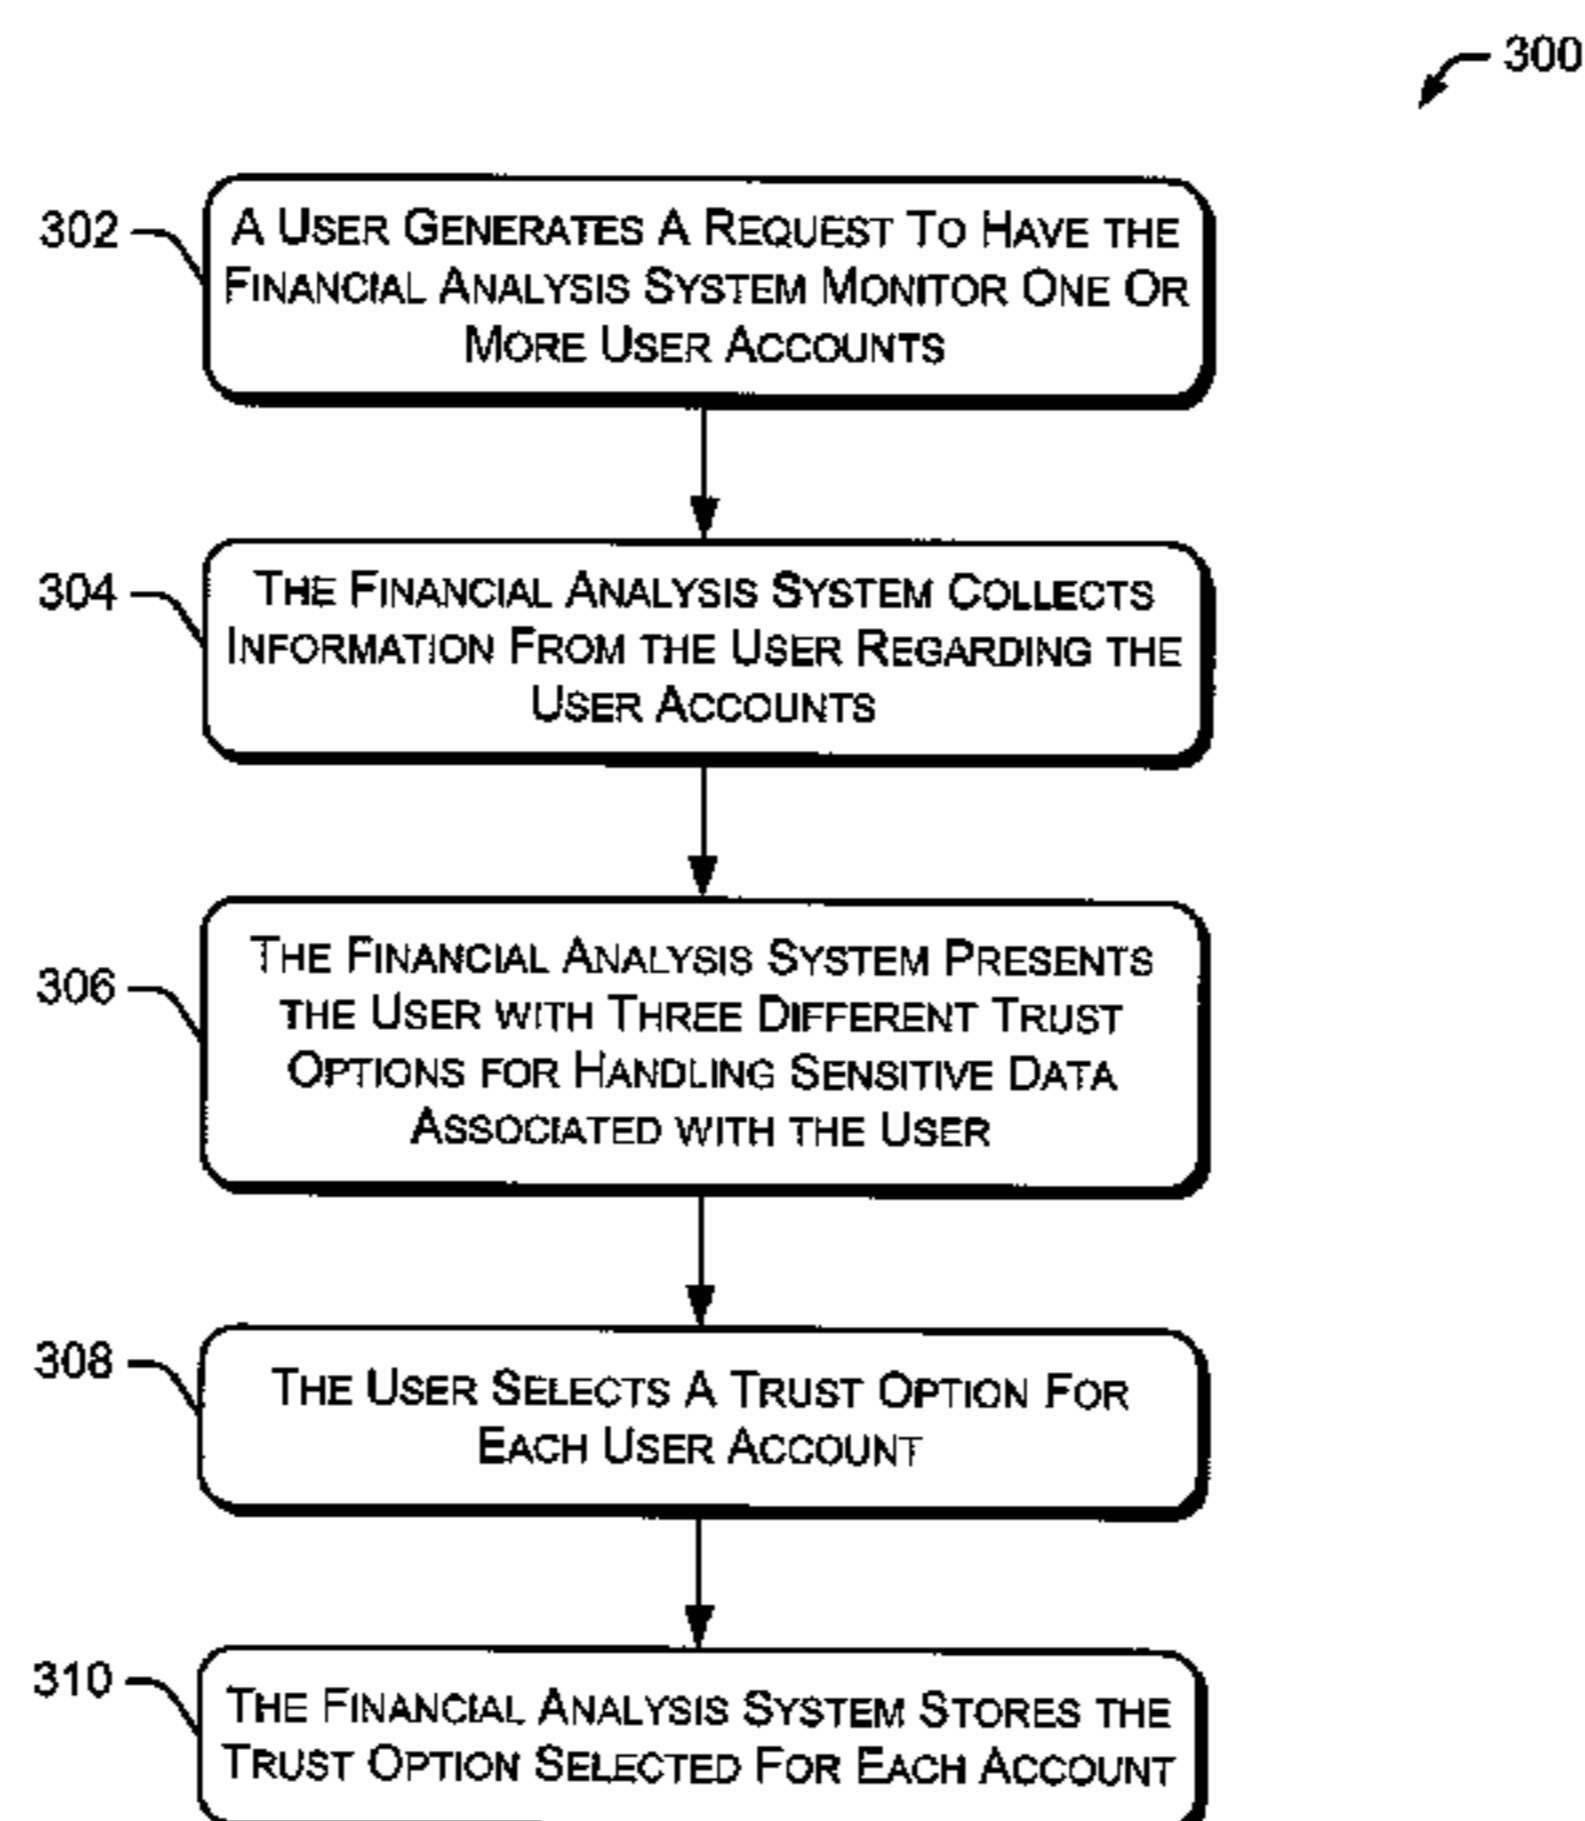 300
302
A USER GENERATES A REQUEST TO HAVE THE
FINANCIAL ANALYSIS SYSTEM MONITOR ONE OR
MORE USER ACCOUNTS
304
THE FINANCIAL ANALYSIS SYSTEM COLLECTS
INFORMATION FROM THE USER REGARDING THE
USER ACCOUNTS
306
THE FINANCIAL ANALYSIS SYSTEM PRESENTS
THE USER WITH THREE DIFFERENT TRUST
OPTIONS FOR HANDLING SENSITIVE DATA
ASSOCIATED WITH THE USER
308
THE USER SELECTS A TRUST OPTION FOR
EACH USER ACCOUNT
310
THE FINANCIAL ANALYSIS SYSTEM STORES THE
TRUST OPTION SELECTED FOR EACH ACCOUNT